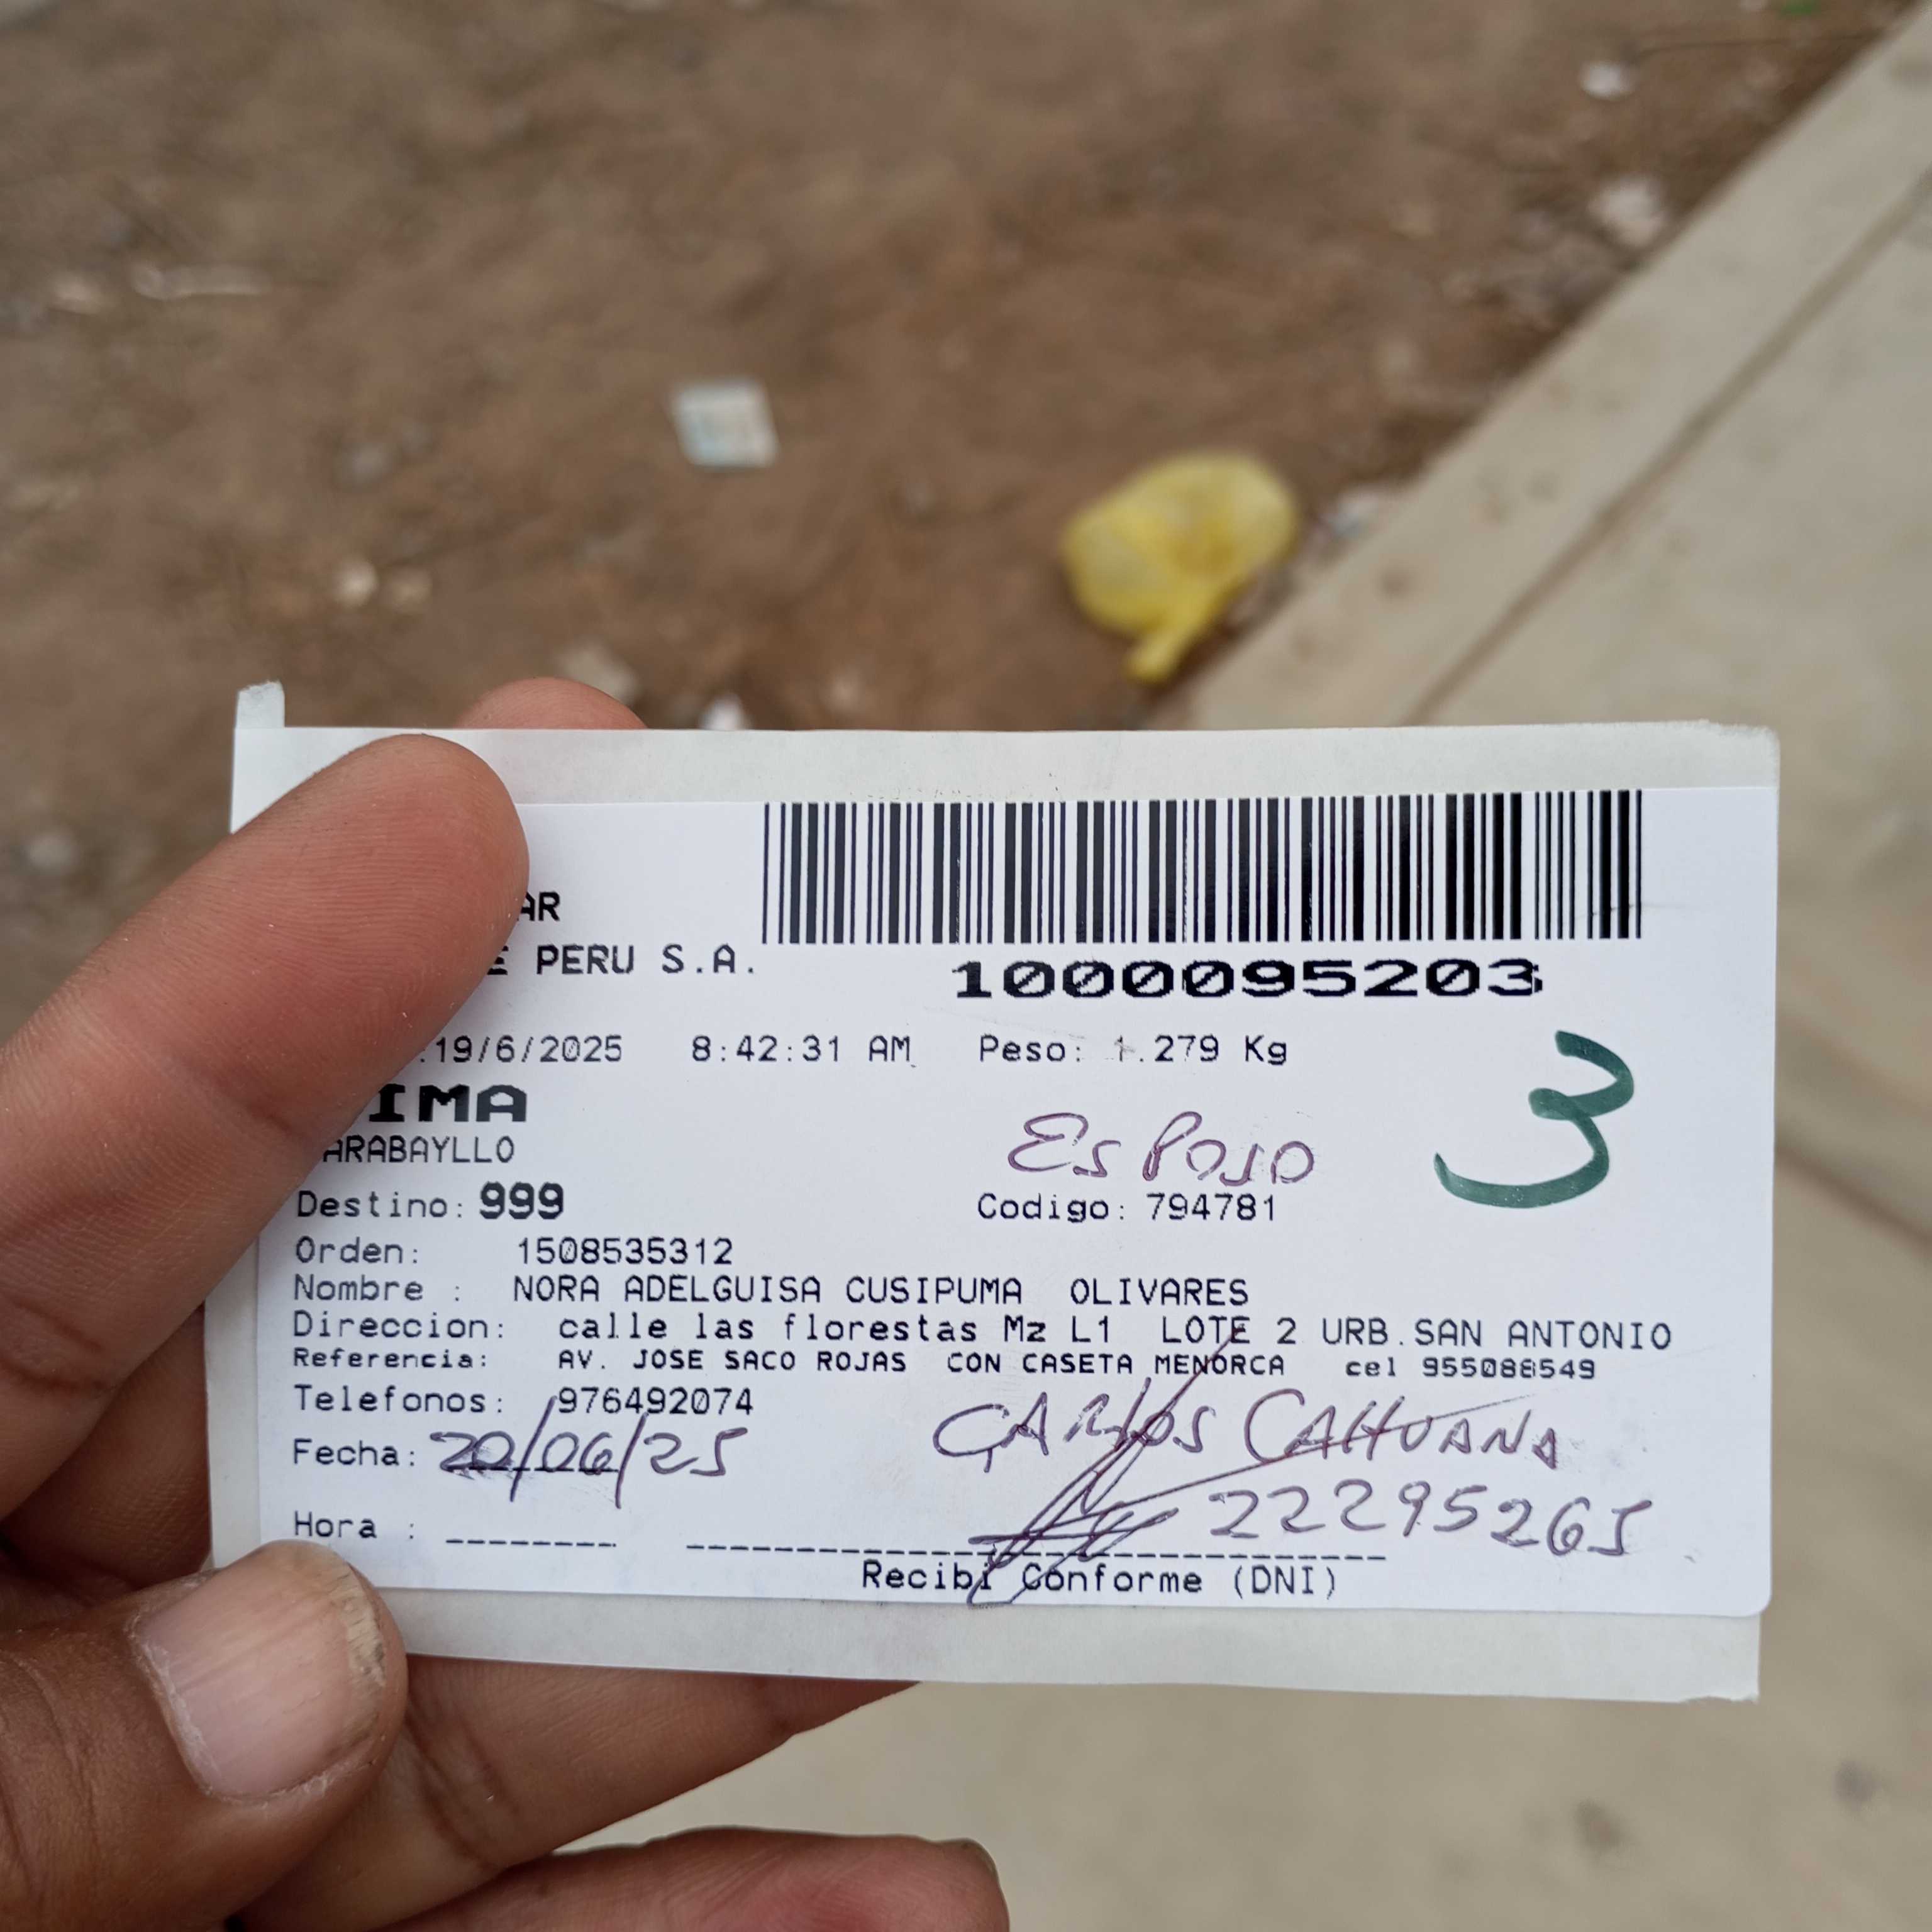 AR
E PERU S.A.
1000095203
.19/6/2025 8:42:31 AM Peso: 1.279 Kg
3
IMA
ARABAYLLO
Esposo
Destino: 999 Codigo: 794781
Orden: 1508535312
Nombre : NORA ADELGUISA CUSIPUMA OLIVARES
Direccion: calle las florestas Mz L1 LOTE 2 URB.SAN ANTONIO
Referencia: AV. JOSE SACO ROJAS CON CASETA MENORCA cel 955088549
Telefonos: 976492074
CARLOS CAHUANA
Fecha: 20/06/25
22295265
Hora :
Recibi Conforme (DNI)